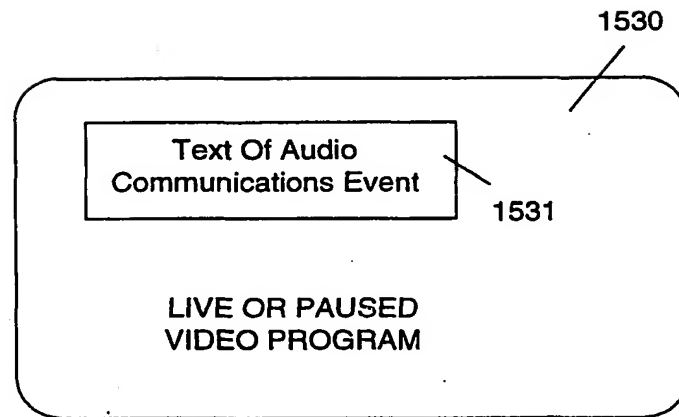 1530
Text Of Audio
Communications Event
1531
LIVE OR PAUSED
VIDEO PROGRAM